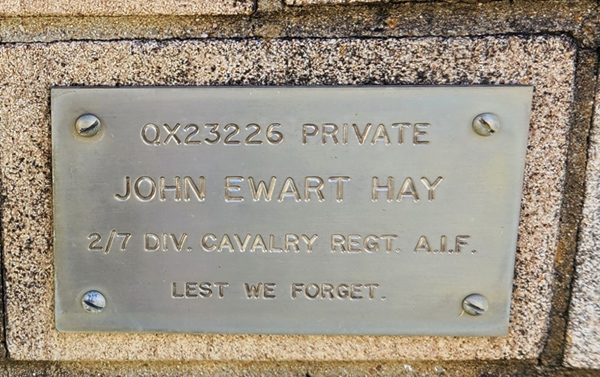 QX23226 PRIVATE
JOHN EWART HAY
2/7 DIV. CAVALRY REGT. A.I.F.
LEST WE FORGET.